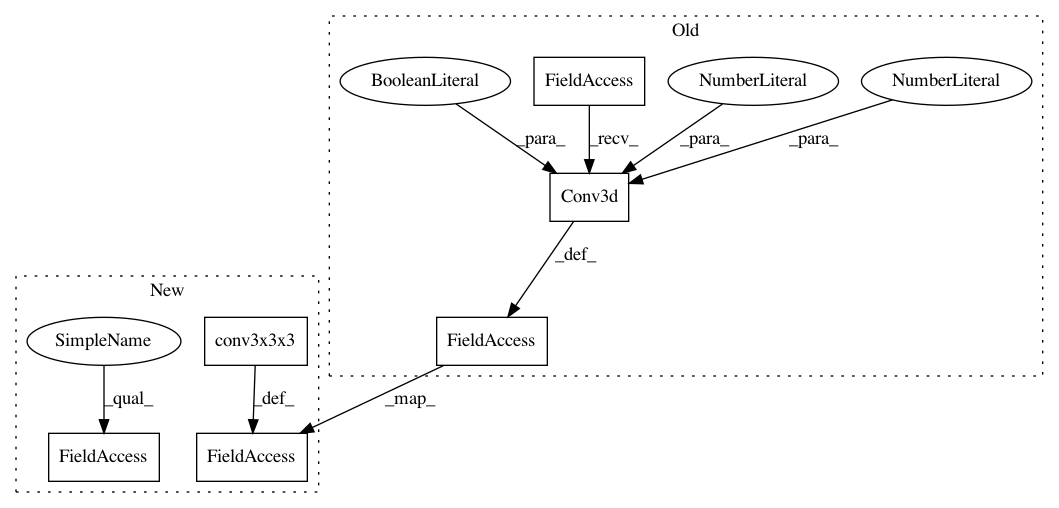 Old
BooleanLiteral
FieldAccess
NumberLiteral
NumberLiteral
_para_
_recv_
_para_
_para_
Conv3d
_def_
New
SimpleName
conv3x3x3
FieldAccess
_qual_
_def_
_map_
FieldAccess
FieldAccess